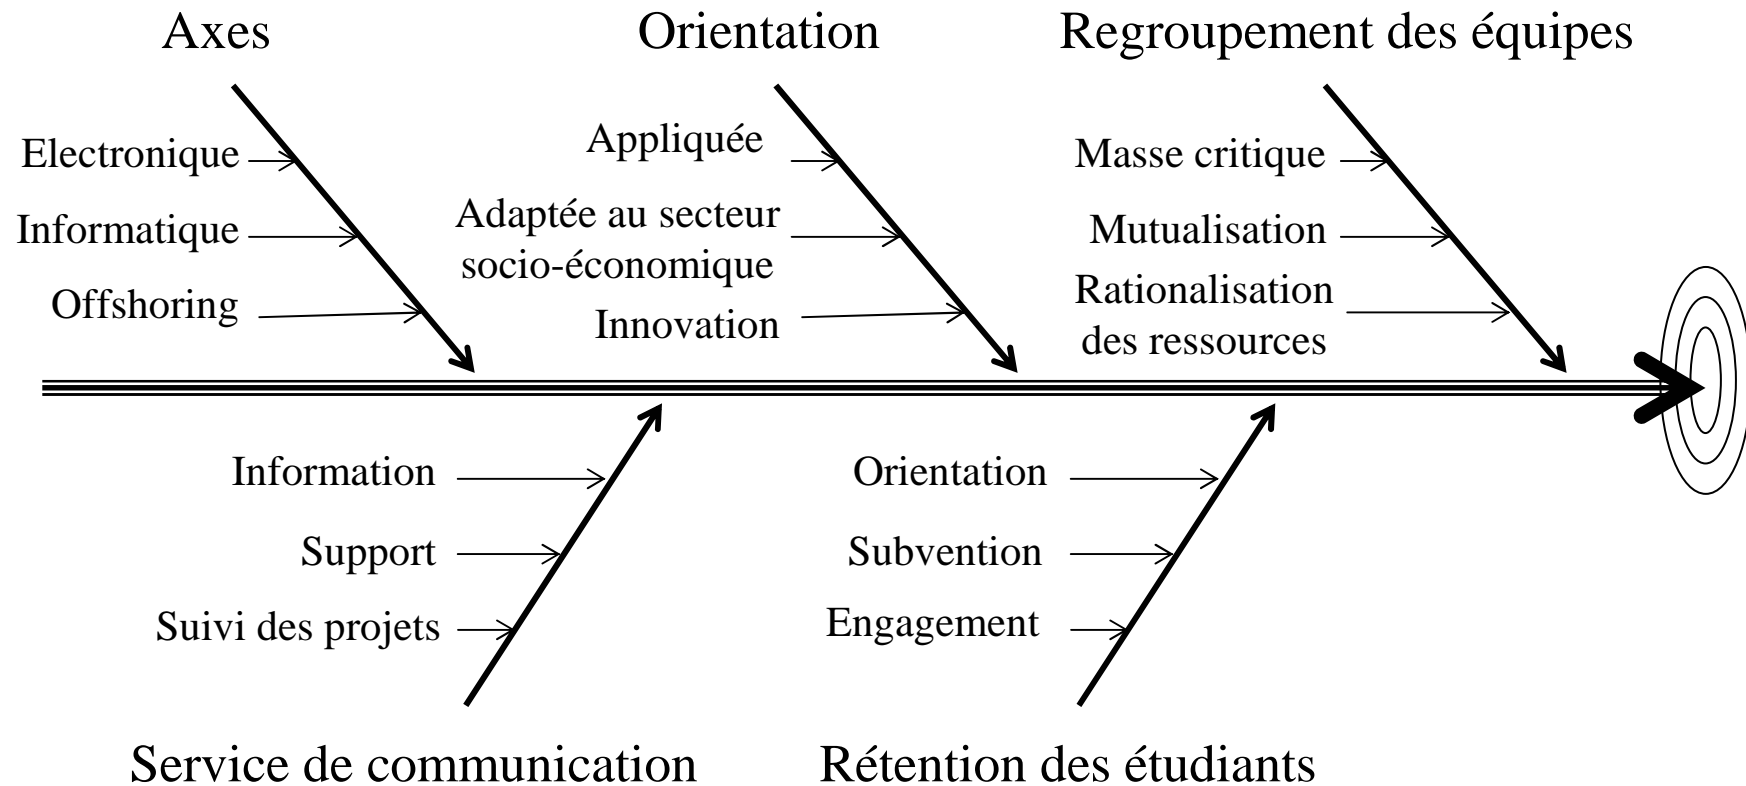 Axes
Orientation
Regroupement des équipes
Electronique
Informatique
Offshoring
Appliquée
Adaptée au secteur
socio-économique
Innovation
Masse critique
Mutualisation
Rationalisation
des ressources
Information
Support
Suivi des projets
Orientation
Subvention
Engagement
Service de communication
Rétention des étudiants